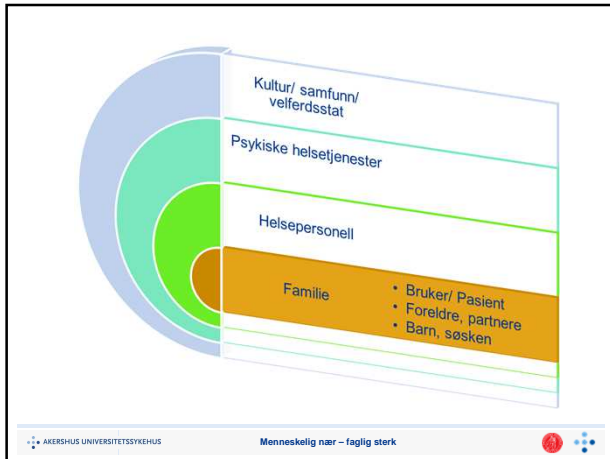 Kultur/ samfunn/
velferdsstat
Psykiske helsetjenester
Helsepersonell
Familie
• Bruker/ Pasient
• Foreldre, partnere
• Barn, søsken
AKERSHUS UNIVERSITETSSYKEHUS
Menneskelig nær – faglig sterk